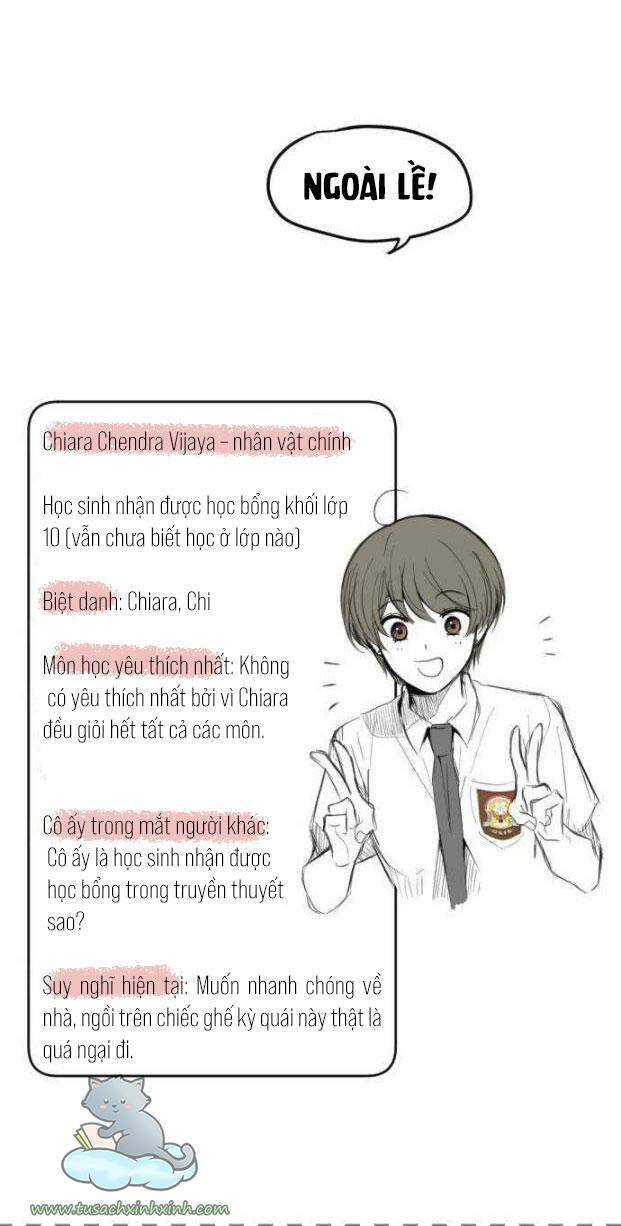 NGOÀI LỀ!
Chiara Chendra Vijaya – nhân vật chính
Học sinh nhận được học bổng khối lớp
10 (vẫn chưa biết học ở lớp nào)
Biệt danh: Chiara, Chi
Môn học yêu thích nhất: Không
có yêu thích nhất bởi vì Chiara
đều giỏi hết tất cả các môn.
Cô ấy trong mắt người khác:
Cô ấy là học sinh nhận được
học bổng trong truyền thuyết
sao?
Suy nghĩ hiện tại: Muốn nhanh chóng về
nhà, ngồi trên chiếc ghế kỳ quái này thật là
quá ngại đi.
OSIS
www.tusachxinhxinh.com